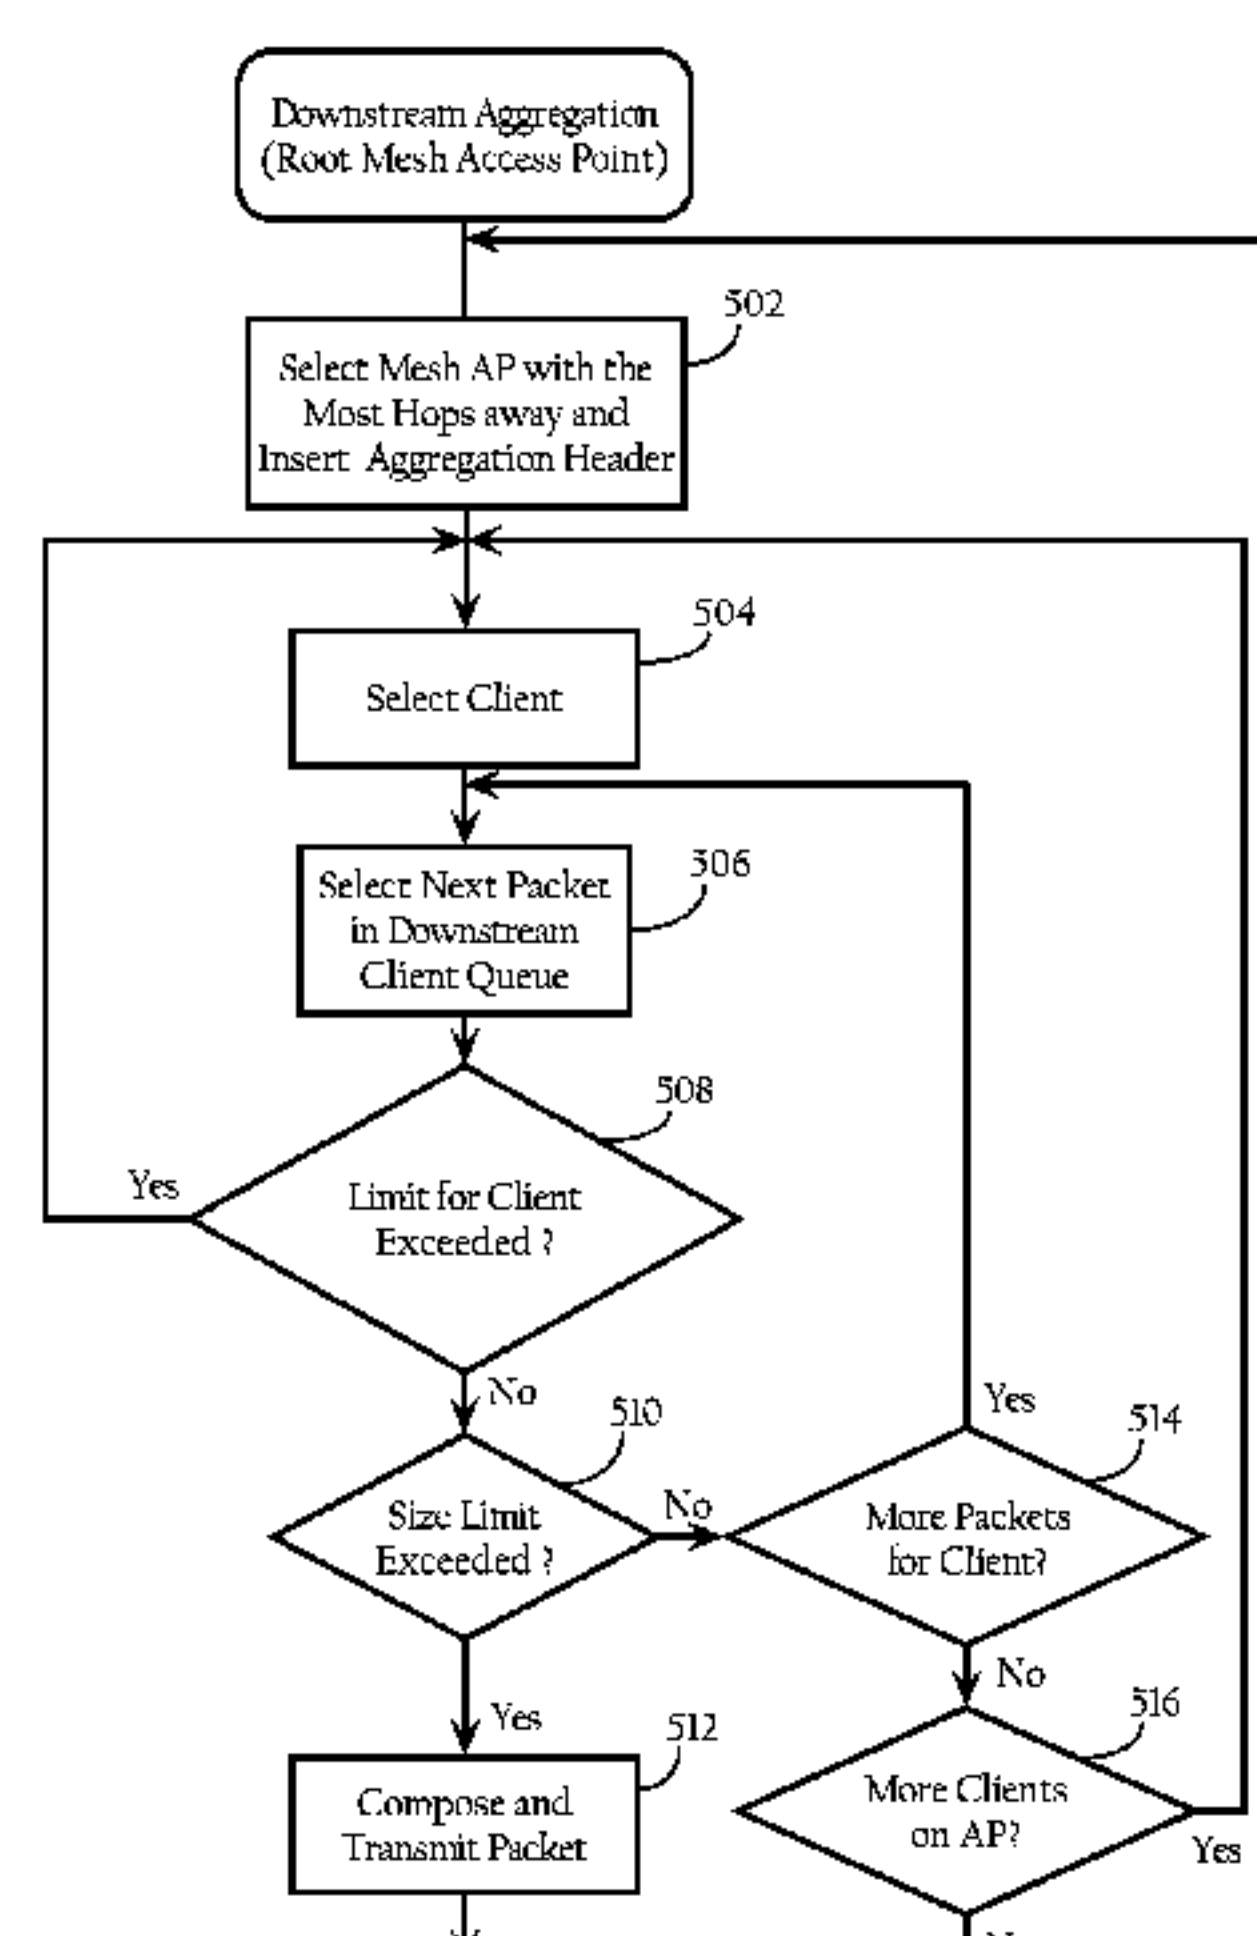 Downstream Aggregation
(Root Mesh Access Point)
502
Select Mesh AP with the
Most Hops away and
Insert Aggregation Header
504
Select Client
506
Select Next Packet
in Downstream
Client Queue
508
Yes
Limit for Client
Exceeded ?
No
510
Yes
514
Size Limit
Exceeded ?
No
More Packets
for Client?
No
516
Yes
512
Compose and
Transmit Packet
More Clients
on AP?
Yes